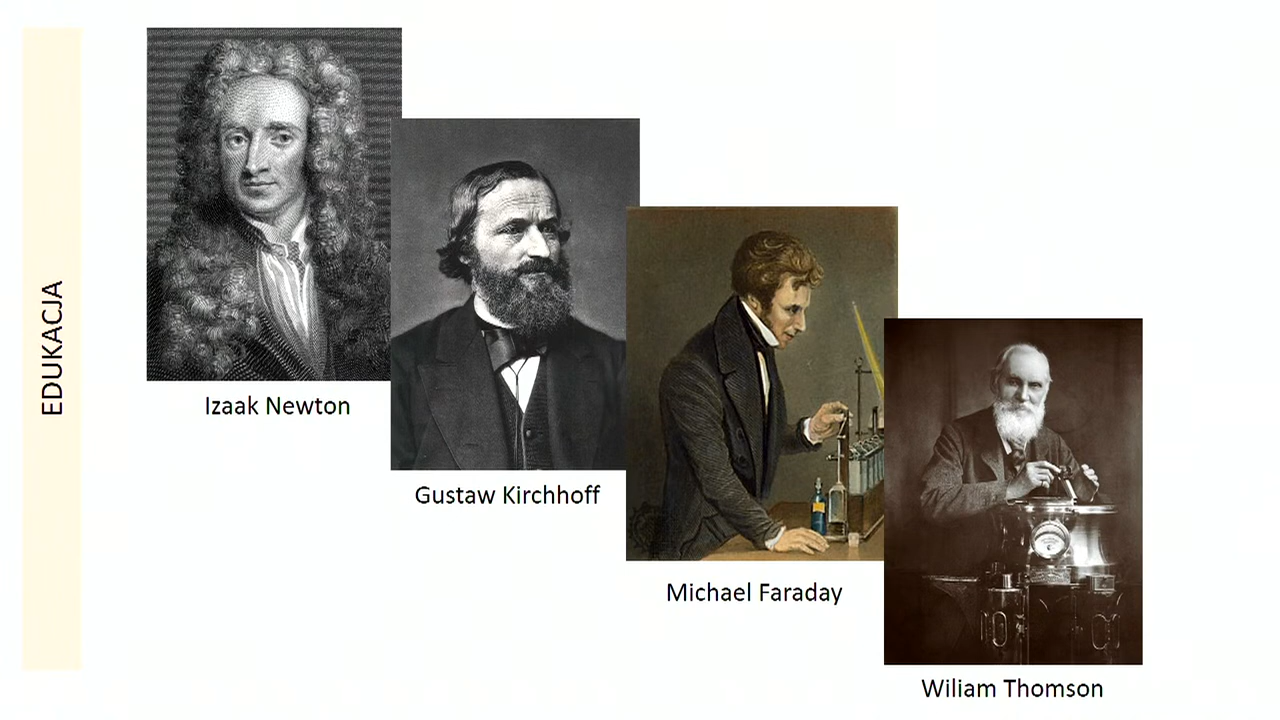 EDUKACJA
Izaak Newton
Gustaw Kirchhoff
Michael Faraday
Wiliam Thomson